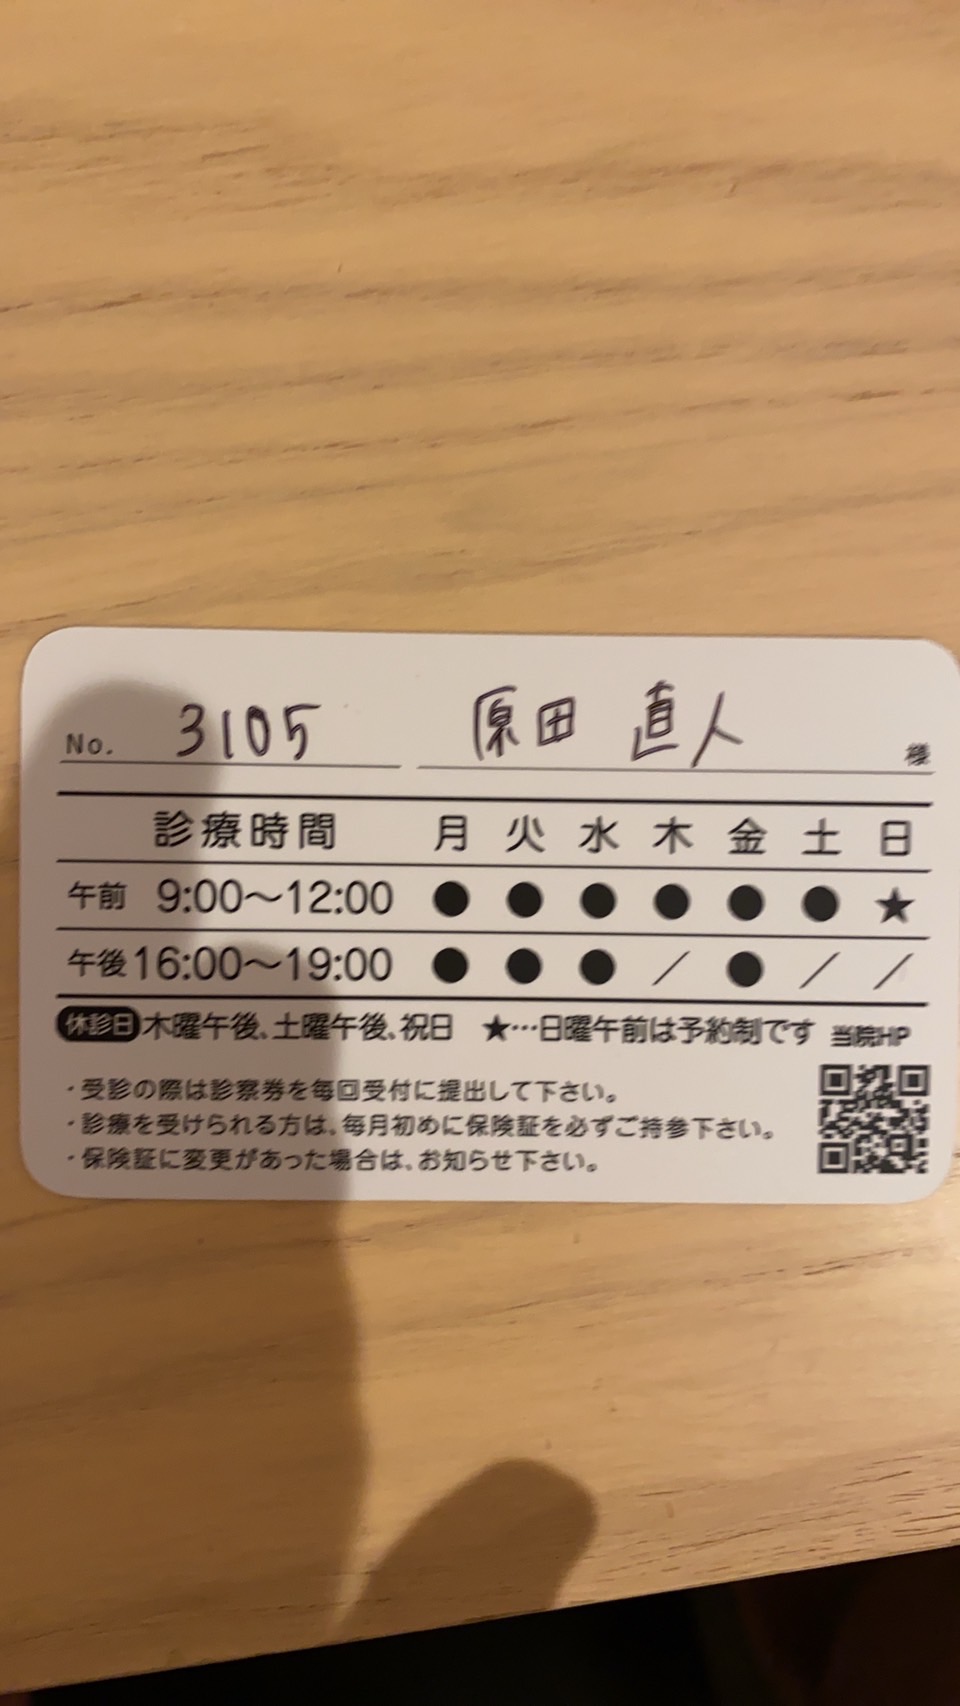 No. 3105 原田 直人 様
診療時間 月 火 水 木 金 土 日
午前 9:00〜12:00 ● ● ● ● ● ● ★
午後 16:00〜19:00 ● ● ● ／ ● ／ ／
休診日 木曜午後、土曜午後、祝日 ★…日曜午前は予約制です 当院HP
・受診の際は診察券を毎回受付に提出して下さい。
・診療を受けられる方は、毎月初めに保険証を必ずご持参下さい。
・保険証に変更があった場合は、お知らせ下さい。